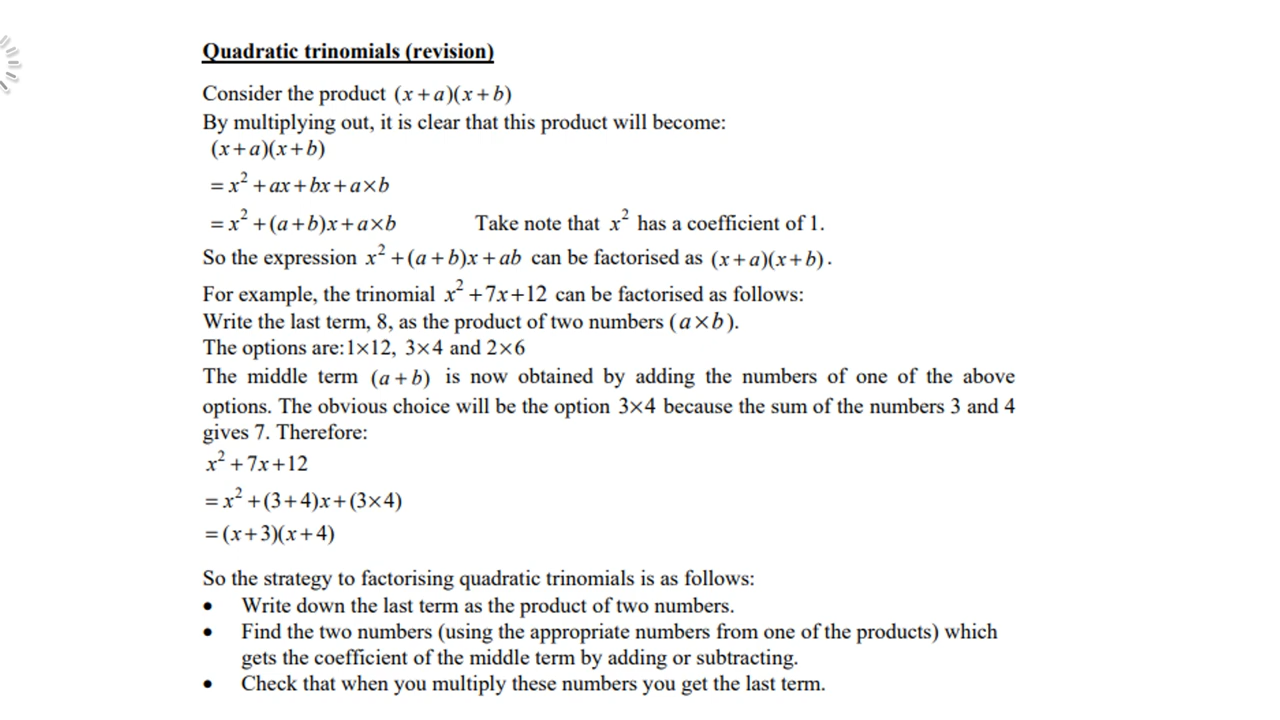 Quadratic trinomials (revision)
Consider the product (x+a)(x+b)
By multiplying out, it is clear that this product will become:
(x+a)(x+b)
=x²+ax+bx+a×b
=x²+(a+b)x+a×b Take note that x² has a coefficient of 1.
So the expression x²+(a+b)x+ab can be factorised as (x+a)(x+b).
For example, the trinomial x²+7x+12 can be factorised as follows:
Write the last term, 8, as the product of two numbers (a×b).
The options are:1×12, 3×4 and 2×6
The middle term (a+b) is now obtained by adding the numbers of one of the above
options. The obvious choice will be the option 3×4 because the sum of the numbers 3 and 4
gives 7. Therefore:
x²+7x+12
=x²+(3+4)x+(3×4)
=(x+3)(x+4)
So the strategy to factorising quadratic trinomials is as follows:
• Write down the last term as the product of two numbers.
• Find the two numbers (using the appropriate numbers from one of the products) which
gets the coefficient of the middle term by adding or subtracting.
• Check that when you multiply these numbers you get the last term.